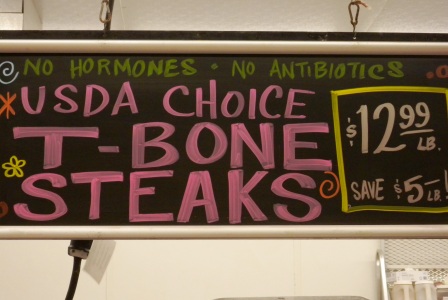 NO HORMONES · NO ANTIBIOTICS
USDA CHOICE
T-BONE
STEAKS
$12.99 LB.
SAVE $5- LB.!